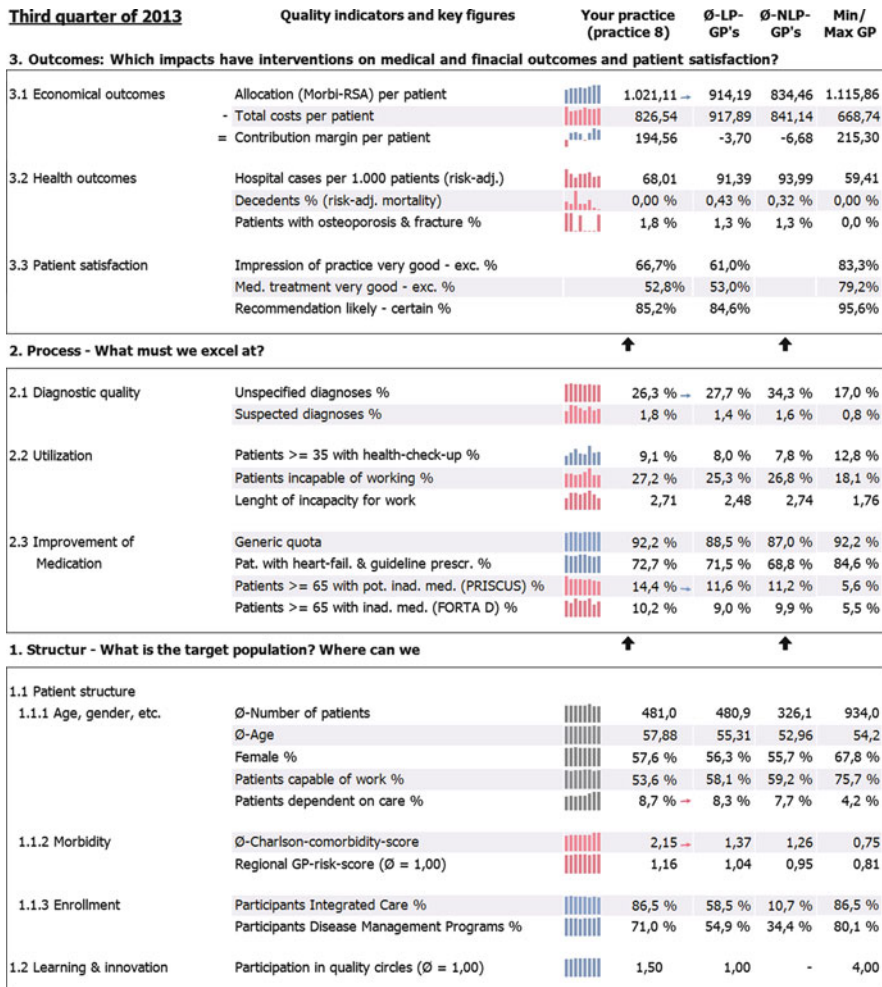 Third quarter of 2013 Quality indicators and key figures Your practice (practice 8) Ø-LP-GP's Ø-NLP-GP's Min/Max GP
3. Outcomes: Which impacts have interventions on medical and finacial outcomes and patient satisfaction?
3.1 Economical outcomes Allocation (Morbi-RSA) per patient 1.021,11 → 914,19 834,46 1.115,86
- Total costs per patient 826,54 917,89 841,14 668,74
= Contribution margin per patient 194,56 -3,70 -6,68 215,30
3.2 Health outcomes Hospital cases per 1.000 patients (risk-adj.) 68,01 91,39 93,99 59,41
Decedents % (risk-adj. mortality) 0,00 % 0,43 % 0,32 % 0,00 %
Patients with osteoporosis & fracture % 1,8 % 1,3 % 1,3 % 0,0 %
3.3 Patient satisfaction Impression of practice very good - exc. % 66,7% 61,0% 83,3%
Med. treatment very good - exc. % 52,8% 53,0% 79,2%
Recommendation likely - certain % 85,2% 84,6% 95,6%
2. Process - What must we excel at?
2.1 Diagnostic quality Unspecified diagnoses % 26,3 % → 27,7 % 34,3 % 17,0 %
Suspected diagnoses % 1,8 % 1,4 % 1,6 % 0,8 %
2.2 Utilization Patients >= 35 with health-check-up % 9,1 % 8,0 % 7,8 % 12,8 %
Patients incapable of working % 27,2 % 25,3 % 26,8 % 18,1 %
Lenght of incapacity for work 2,71 2,48 2,74 1,76
2.3 Improvement of Generic quota 92,2 % 88,5 % 87,0 % 92,2 %
Medication Pat. with heart-fail. & guideline prescr. % 72,7 % 71,5 % 68,8 % 84,6 %
Patients >= 65 with pot. inad. med. (PRISCUS) % 14,4 % → 11,6 % 11,2 % 5,6 %
Patients >= 65 with inad. med. (FORTA D) % 10,2 % 9,0 % 9,9 % 5,5 %
1. Structur - What is the target population? Where can we
1.1 Patient structure
1.1.1 Age, gender, etc. Ø-Number of patients 481,0 480,9 326,1 934,0
Ø-Age 57,88 55,31 52,96 54,2
Female % 57,6 % 56,3 % 55,7 % 67,8 %
Patients capable of work % 53,6 % 58,1 % 59,2 % 75,7 %
Patients dependent on care % 8,7 % → 8,3 % 7,7 % 4,2 %
1.1.2 Morbidity Ø-Charlson-comorbidity-score 2,15 → 1,37 1,26 0,75
Regional GP-risk-score (Ø = 1,00) 1,16 1,04 0,95 0,81
1.1.3 Enrollment Participants Integrated Care % 86,5 % 58,5 % 10,7 % 86,5 %
Participants Disease Management Programs % 71,0 % 54,9 % 34,4 % 80,1 %
1.2 Learning & innovation Participation in quality circles (Ø = 1,00) 1,50 1,00 - 4,00